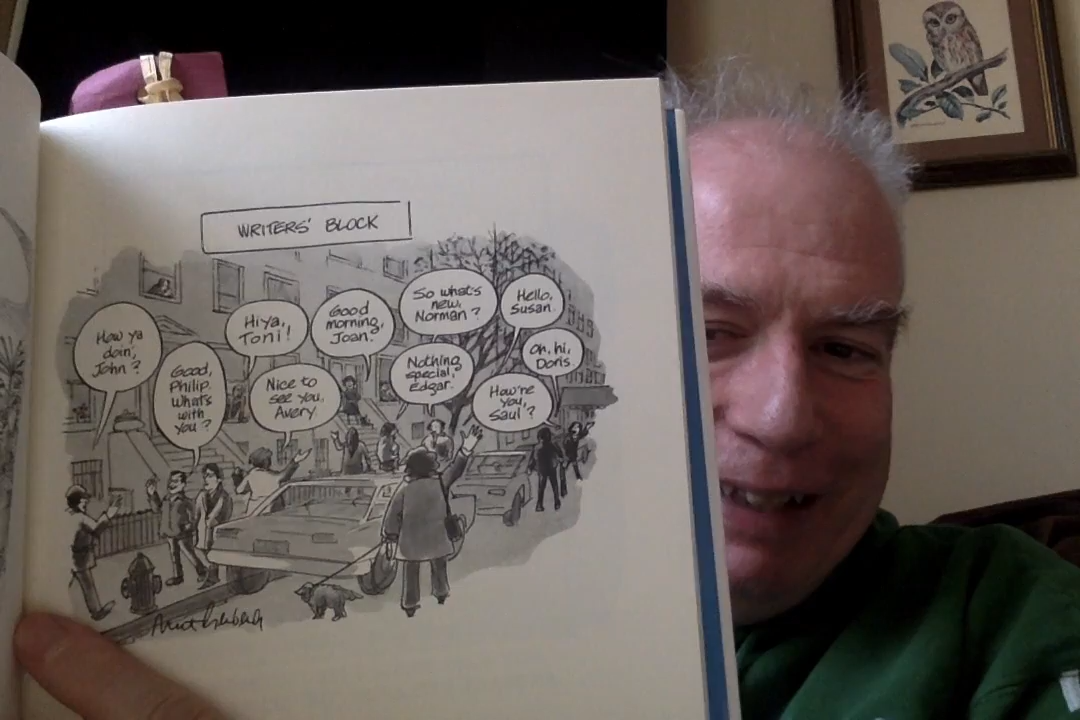 WRITERS' BLOCK
How ya
doin,
John?
Good,
Philip.
What's
with
you?
Hiya,
Toni!
Nice to
see you,
Avery
Good
morning,
Joan.
So what's
new,
Norman?
Nothing
special,
Edgar.
Hello,
Susan.
Oh, hi,
Doris
How're
you,
Saul?